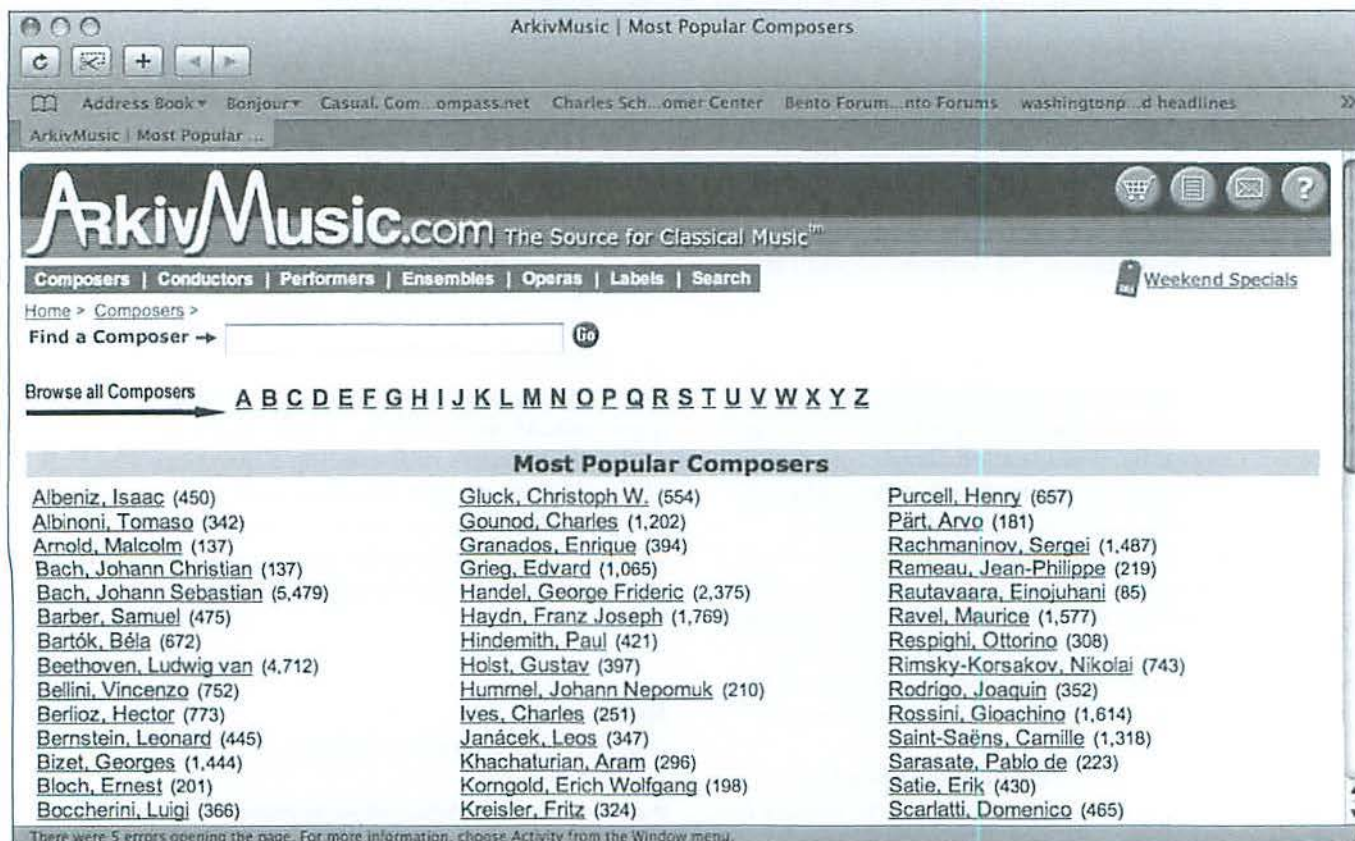 ArkivMusic | Most Popular Composers
Address Book Bonjour Casual. Com...ompass.net Charles Sch...omer Center Bento Forum...nto Forums washingtonp...d headlines
ArkivMusic | Most Popular ...
ArkivMusic.com The Source for Classical Music™
Composers | Conductors | Performers | Ensembles | Operas | Labels | Search
Weekend Specials
Home > Composers >
Find a Composer → Go
Browse all Composers A B C D E F G H I J K L M N O P Q R S T U V W X Y Z
Most Popular Composers
Albeniz, Isaac (450)
Albinoni, Tomaso (342)
Arnold, Malcolm (137)
Bach, Johann Christian (137)
Bach, Johann Sebastian (5,479)
Barber, Samuel (475)
Bartók, Béla (672)
Beethoven, Ludwig van (4,712)
Bellini, Vincenzo (752)
Berlioz, Hector (773)
Bernstein, Leonard (445)
Bizet, Georges (1,444)
Bloch, Ernest (201)
Boccherini, Luigi (366)
Gluck, Christoph W. (554)
Gounod, Charles (1,202)
Granados, Enrique (394)
Grieg, Edvard (1,065)
Handel, George Frideric (2,375)
Haydn, Franz Joseph (1,769)
Hindemith, Paul (421)
Holst, Gustav (397)
Hummel, Johann Nepomuk (210)
Ives, Charles (251)
Janácek, Leos (347)
Khachaturian, Aram (296)
Korngold, Erich Wolfgang (198)
Kreisler, Fritz (324)
Purcell, Henry (657)
Pärt, Arvo (181)
Rachmaninov, Sergei (1,487)
Rameau, Jean-Philippe (219)
Rautavaara, Einojuhani (85)
Ravel, Maurice (1,577)
Respighi, Ottorino (308)
Rimsky-Korsakov, Nikolai (743)
Rodrigo, Joaquin (352)
Rossini, Gioachino (1,614)
Saint-Saëns, Camille (1,318)
Sarasate, Pablo de (223)
Satie, Erik (430)
Scarlatti, Domenico (465)
There were 5 errors opening the page. For more information, choose Activity from the Window menu.